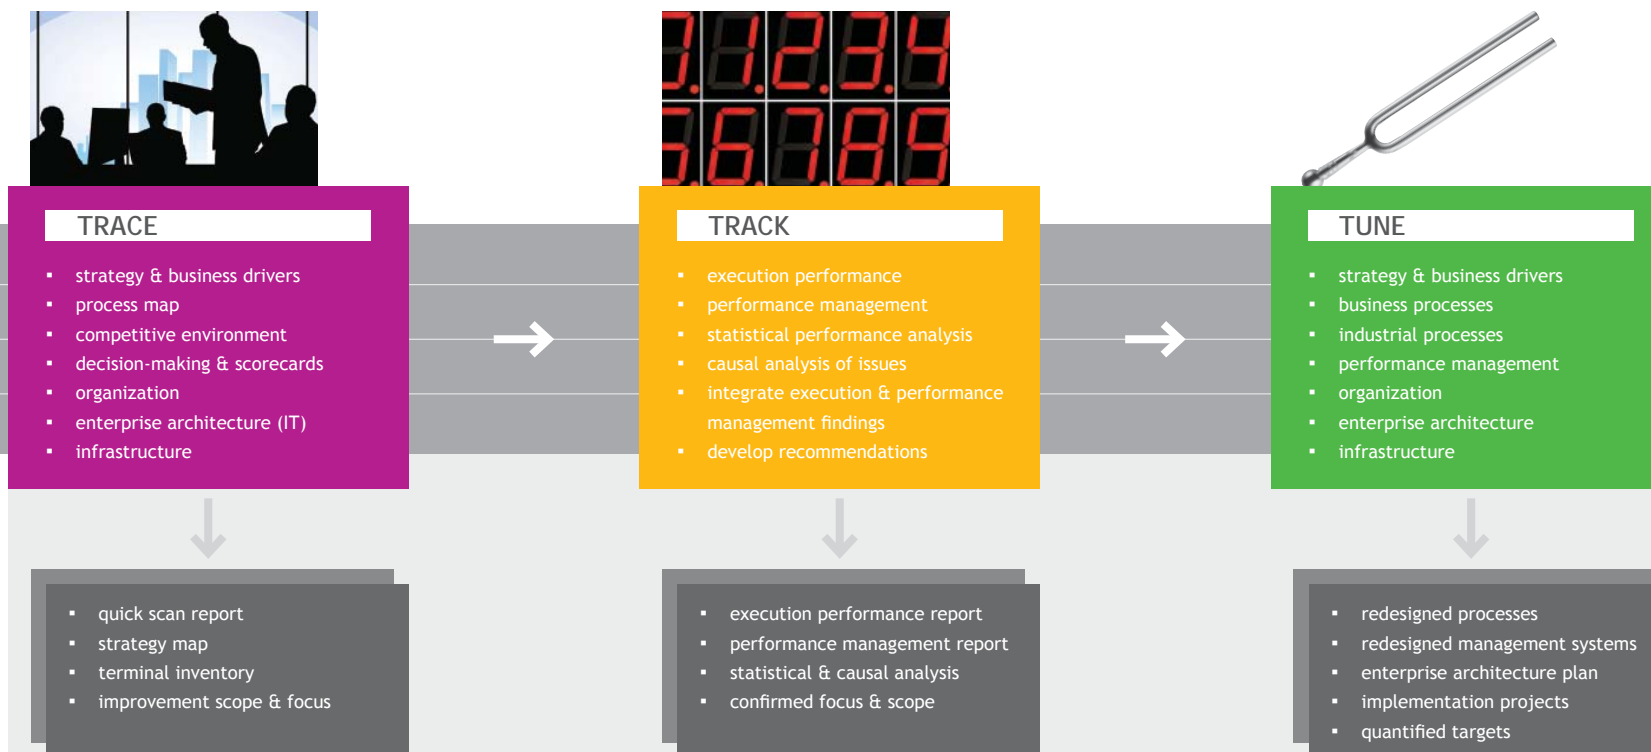 TRACE
strategy & business drivers
process map
competitive environment
decision-making & scorecards
organization
enterprise architecture (IT)
infrastructure
quick scan report
strategy map
terminal inventory
improvement scope & focus
TRACK
execution performance
performance management
statistical performance analysis
causal analysis of issues
integrate execution & performance
management findings
develop recommendations
execution performance report
performance management report
statistical & causal analysis
confirmed focus & scope
TUNE
strategy & business drivers
business processes
industrial processes
performance management
organization
enterprise architecture
infrastructure
redesigned processes
redesigned management systems
enterprise architecture plan
implementation projects
quantified targets